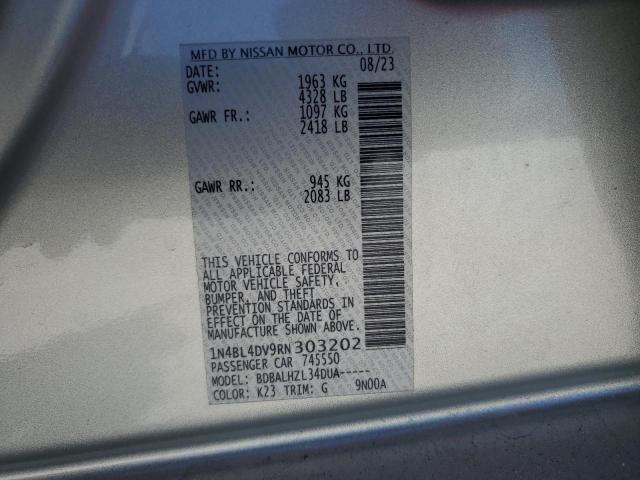 MFD BY NISSAN MOTOR CO., LTD.
DATE: 08/23
GVWR: 1963 KG
4328 LB
GAWR FR.: 1097 KG
2418 LB
GAWR RR.: 945 KG
2083 LB
THIS VEHICLE CONFORMS TO
ALL APPLICABLE FEDERAL
MOTOR VEHICLE SAFETY,
BUMPER, AND THEFT
PREVENTION STANDARDS IN
EFFECT ON THE DATE OF
MANUFACTURE SHOWN ABOVE.
1N4BL4DV9RN303202
PASSENGER CAR 745550
MODEL: BDBALHZL34DUA-----
COLOR: K23 TRIM: G 9N00A